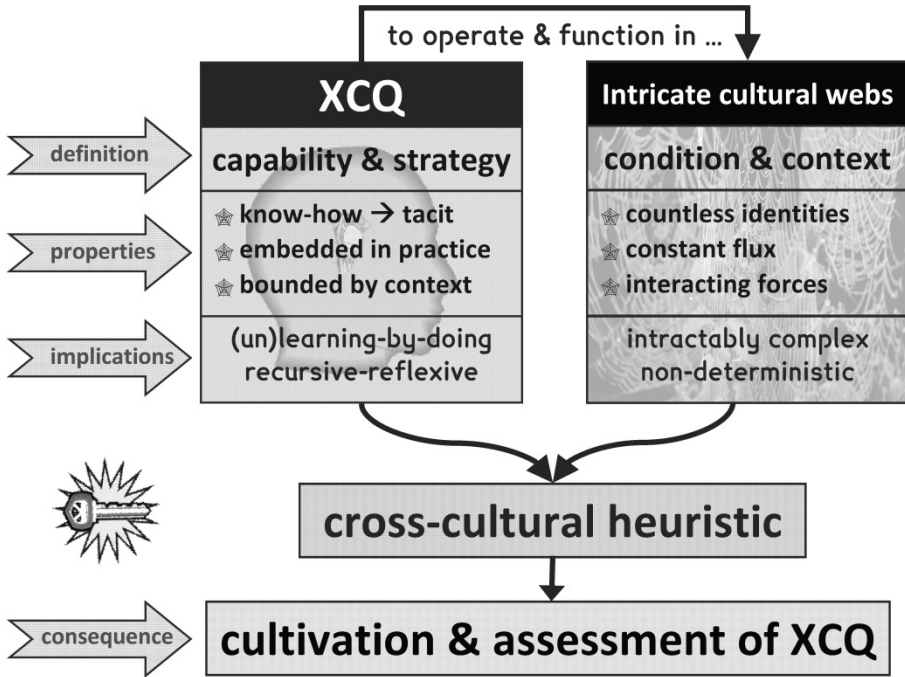 to operate & function in ...
XCQ
Intricate cultural webs
definition
capability & strategy
condition & context
properties
know-how → tacit
embedded in practice
bounded by context
countless identities
constant flux
interacting forces
implications
(un)learning-by-doing
recursive-reflexive
intractably complex
non-deterministic
cross-cultural heuristic
consequence
cultivation & assessment of XCQ